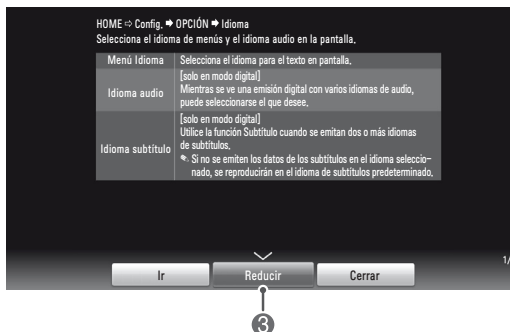 HOME ⇨ Config. ➡ OPCIÓN ➡ Idioma
Selecciona el idioma de menús y el idioma audio en la pantalla.
Menú Idioma Selecciona el idioma para el texto en pantalla.
[solo en modo digital]
Idioma audio Mientras se ve una emisión digital con varios idiomas de audio,
puede seleccionarse el que desee.
[solo en modo digital]
Utilice la función Subtítulo cuando se emitan dos o más idiomas
Idioma subtítulo de subtítulos.
✎ Si no se emiten los datos de los subtítulos en el idioma seleccio-
nado, se reproducirán en el idioma de subtítulos predeterminado.
1/
Ir Reducir Cerrar
3